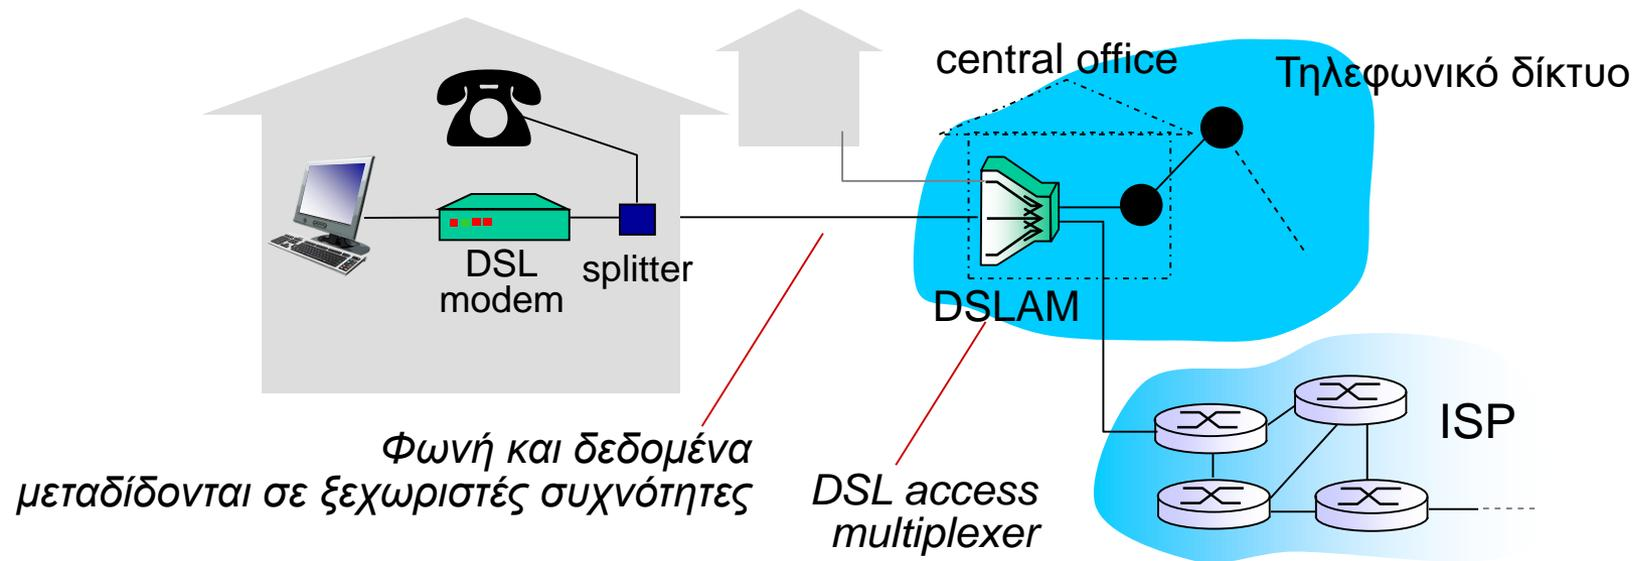 central office
Τηλεφωνικό δίκτυο
DSL
modem
splitter
DSLAM
ISP
Φωνή και δεδομένα
μεταδίδονται σε ξεχωριστές συχνότητες
DSL access
multiplexer